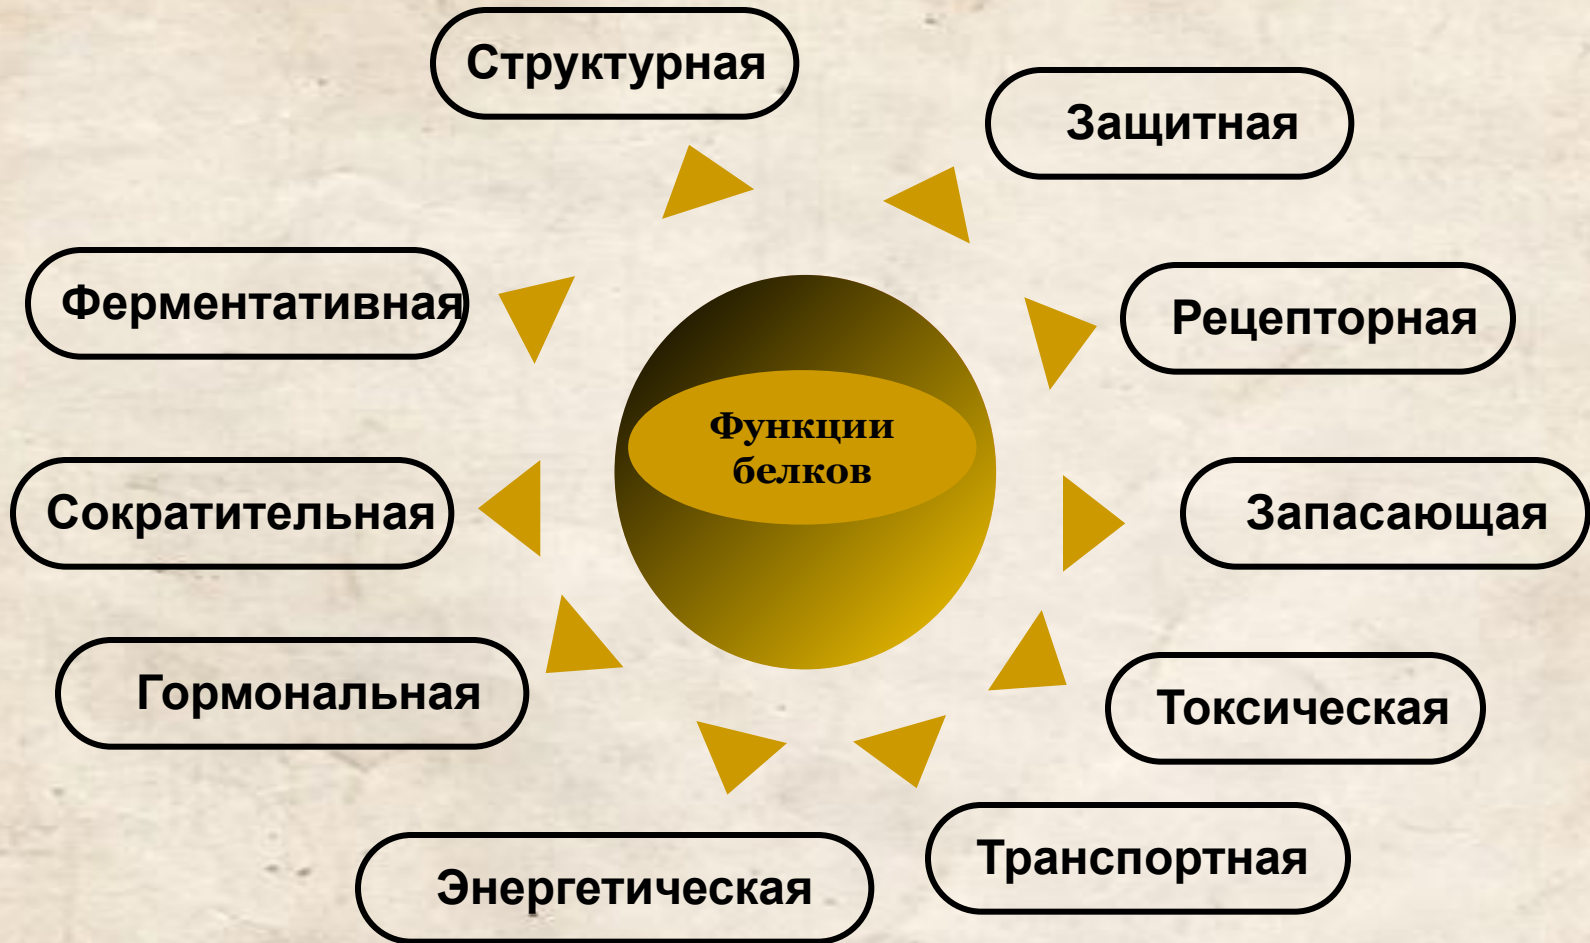 Структурная
Защитная
Ферментативная
Рецепторная
Функции
белков
Сократительная
Запасающая
Гормональная
Токсическая
Транспортная
Энергетическая